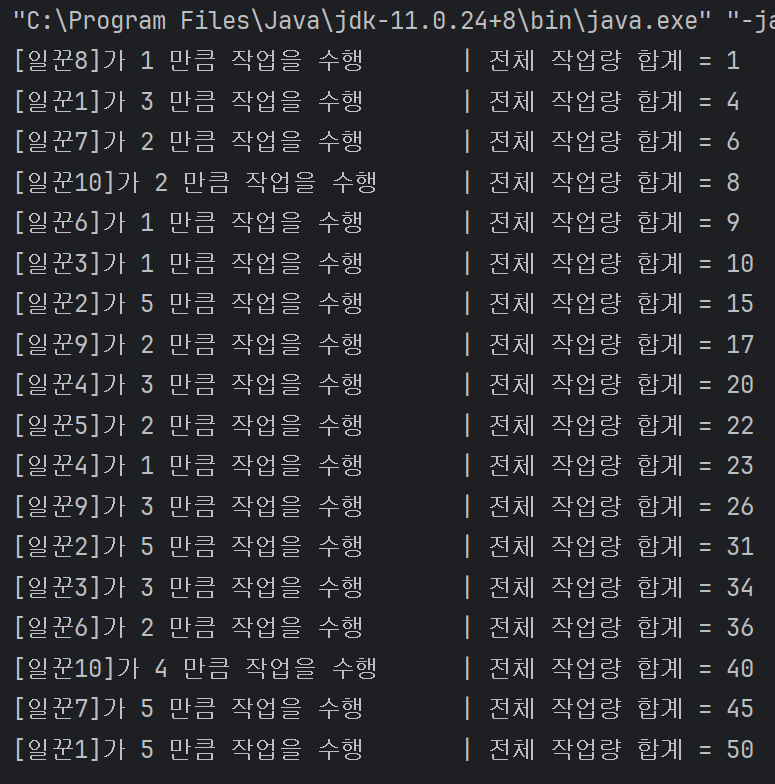 "C:\Program Files\Java\jdk-11.0.24+8\bin\java.exe" "-ja
[일꾼8]가 1 만큼 작업을 수행 | 전체 작업량 합계 = 1
[일꾼1]가 3 만큼 작업을 수행 | 전체 작업량 합계 = 4
[일꾼7]가 2 만큼 작업을 수행 | 전체 작업량 합계 = 6
[일꾼10]가 2 만큼 작업을 수행 | 전체 작업량 합계 = 8
[일꾼6]가 1 만큼 작업을 수행 | 전체 작업량 합계 = 9
[일꾼3]가 1 만큼 작업을 수행 | 전체 작업량 합계 = 10
[일꾼2]가 5 만큼 작업을 수행 | 전체 작업량 합계 = 15
[일꾼9]가 2 만큼 작업을 수행 | 전체 작업량 합계 = 17
[일꾼4]가 3 만큼 작업을 수행 | 전체 작업량 합계 = 20
[일꾼5]가 2 만큼 작업을 수행 | 전체 작업량 합계 = 22
[일꾼4]가 1 만큼 작업을 수행 | 전체 작업량 합계 = 23
[일꾼9]가 3 만큼 작업을 수행 | 전체 작업량 합계 = 26
[일꾼2]가 5 만큼 작업을 수행 | 전체 작업량 합계 = 31
[일꾼3]가 3 만큼 작업을 수행 | 전체 작업량 합계 = 34
[일꾼6]가 2 만큼 작업을 수행 | 전체 작업량 합계 = 36
[일꾼10]가 4 만큼 작업을 수행 | 전체 작업량 합계 = 40
[일꾼7]가 5 만큼 작업을 수행 | 전체 작업량 합계 = 45
[일꾼1]가 5 만큼 작업을 수행 | 전체 작업량 합계 = 50